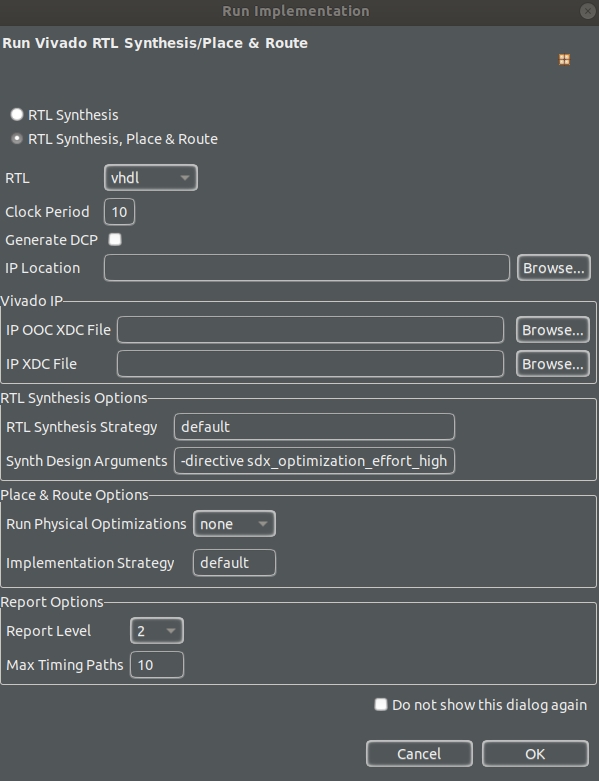 Run Implementation
Run Vivado RTL Synthesis/Place & Route
RTL Synthesis
RTL Synthesis, Place & Route
RTL vhdl
Clock Period 10
Generate DCP
IP Location Browse...
Vivado IP
IP OOC XDC File Browse...
IP XDC File Browse...
RTL Synthesis Options
RTL Synthesis Strategy default
Synth Design Arguments -directive sdx_optimization_effort_high
Place & Route Options
Run Physical Optimizations none
Implementation Strategy default
Report Options
Report Level 2
Max Timing Paths 10
Do not show this dialog again
Cancel OK